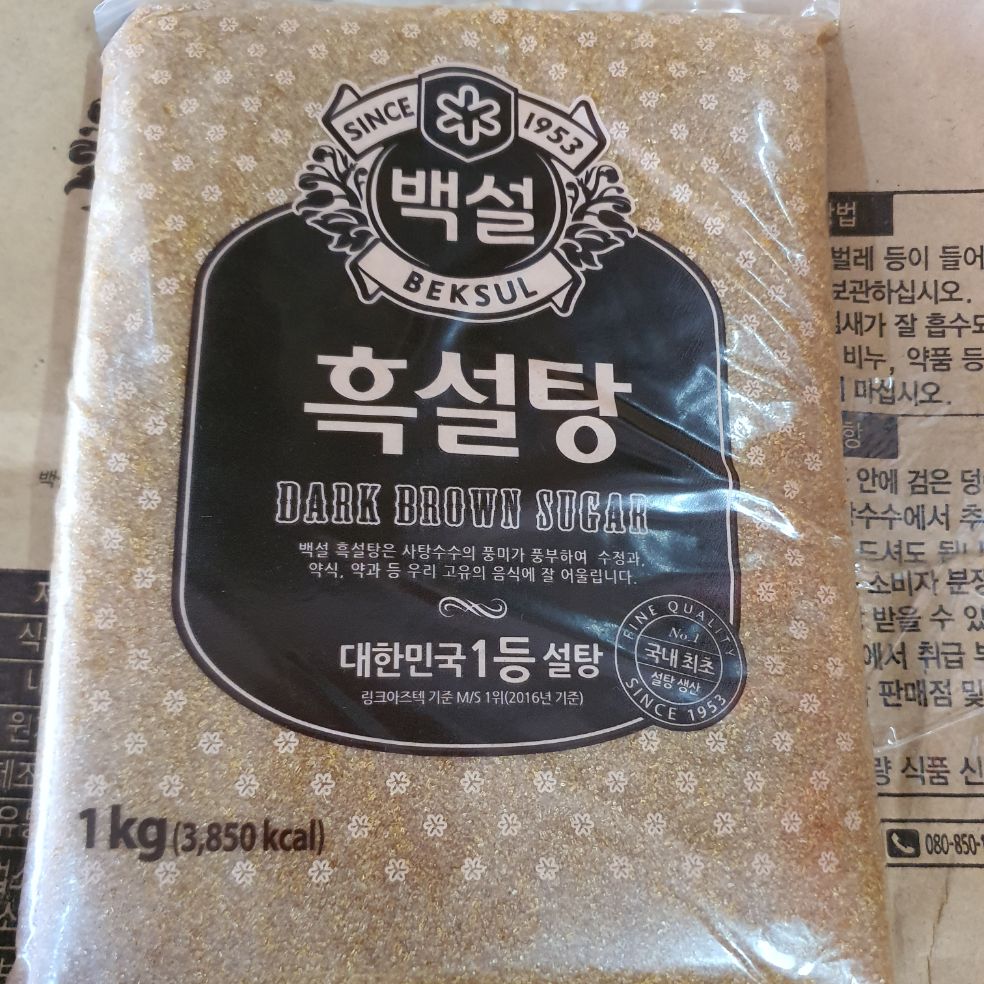 SINCE 1953
백설
BEKSUL
흑설탕
DARK BROWN SUGAR
백설 흑설탕은 사탕수수의 풍미가 풍부하여 수정과,
약식, 약과 등 우리 고유의 음식에 잘 어울립니다.
대한민국 1등 설탕
링크아즈텍 기준 M/S 1위(2016년 기준)
FINE QUALITY
No.1
국내 최초
설탕 생산
SINCE 1953
1 kg (3,850 kcal)
벌레 등이 들어
보관하십시오.
가 잘 흡수되
비누, 약품 등
마십시오.
안에 검은 덩
수수에서 추
드셔도 됩니
소비자 분쟁
받을 수 있
에서 취급 부
판매점 및
량 식품 신
080-850-1